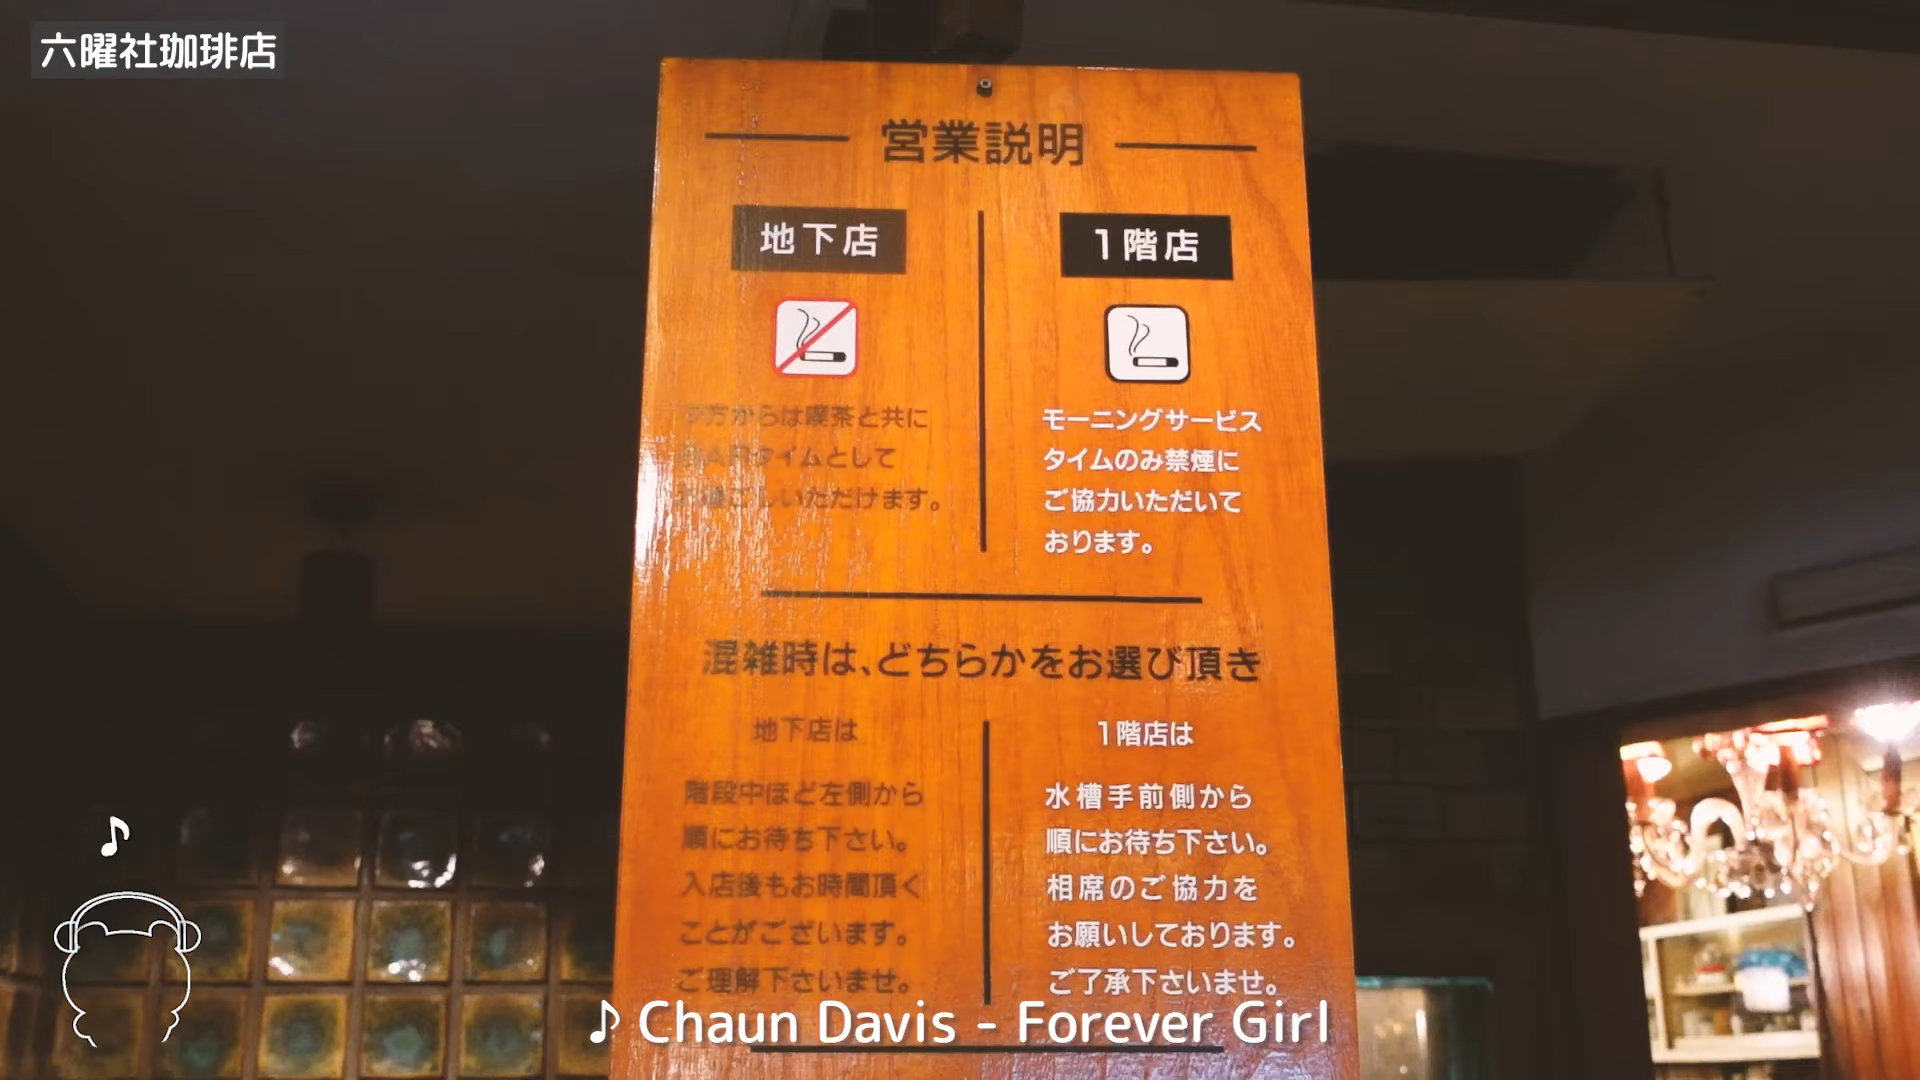 六曜社珈琲店
営業説明
地下店
夕方からは喫茶と共に
BARタイムとして
お過ごしいただけます。
1階店
モーニングサービス
タイムのみ禁煙に
ご協力いただいて
おります。
混雑時は、どちらかをお選び頂き
地下店は
階段中ほど左側から
順にお待ち下さい。
入店後もお時間頂く
ことがございます。
ご理解下さいませ。
1階店は
水槽手前側から
順にお待ち下さい。
相席のご協力を
お願いしております。
ご了承下さいませ。
♪ Chaun Davis - Forever Girl